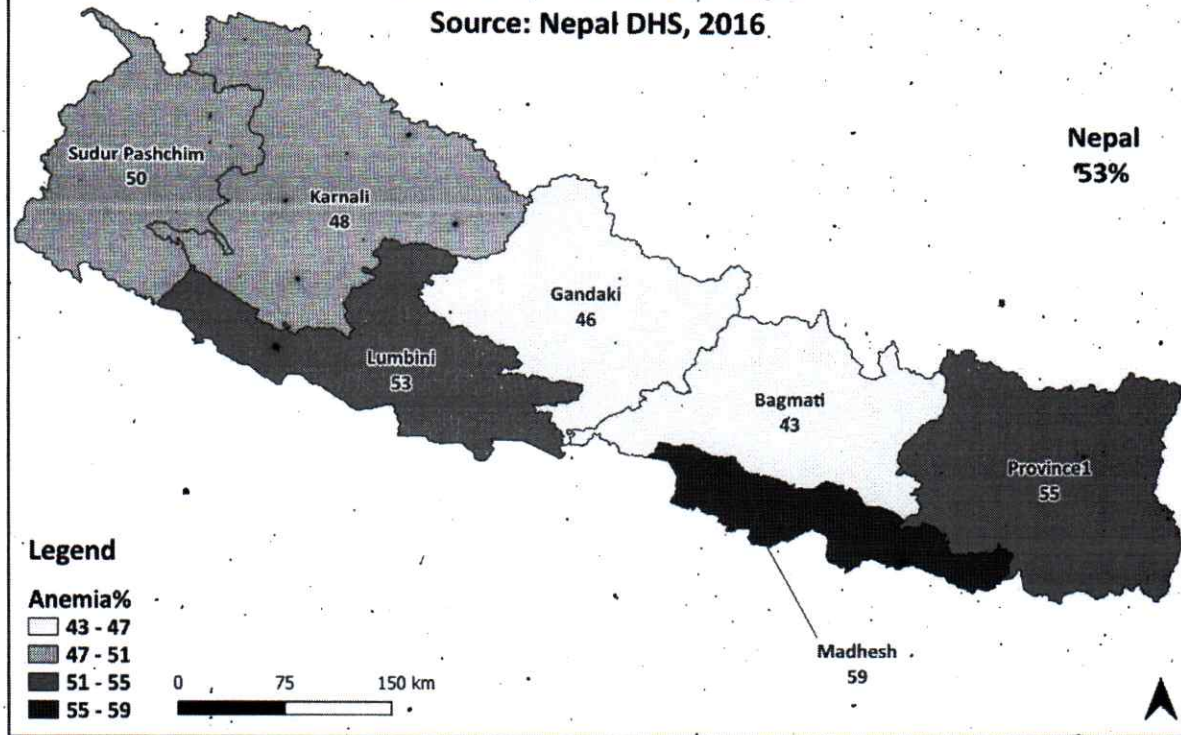 Source: Nepal DHS, 2016
Nepal
53%
Sudur Pashchim
50
Karnali
48
Gandaki
46
Lumbini
53
Bagmati
43
Province1
55
Madhesh
59
Legend
Anemia%
43 - 47
47 - 51
51 - 55
55 - 59
0 75 150 km